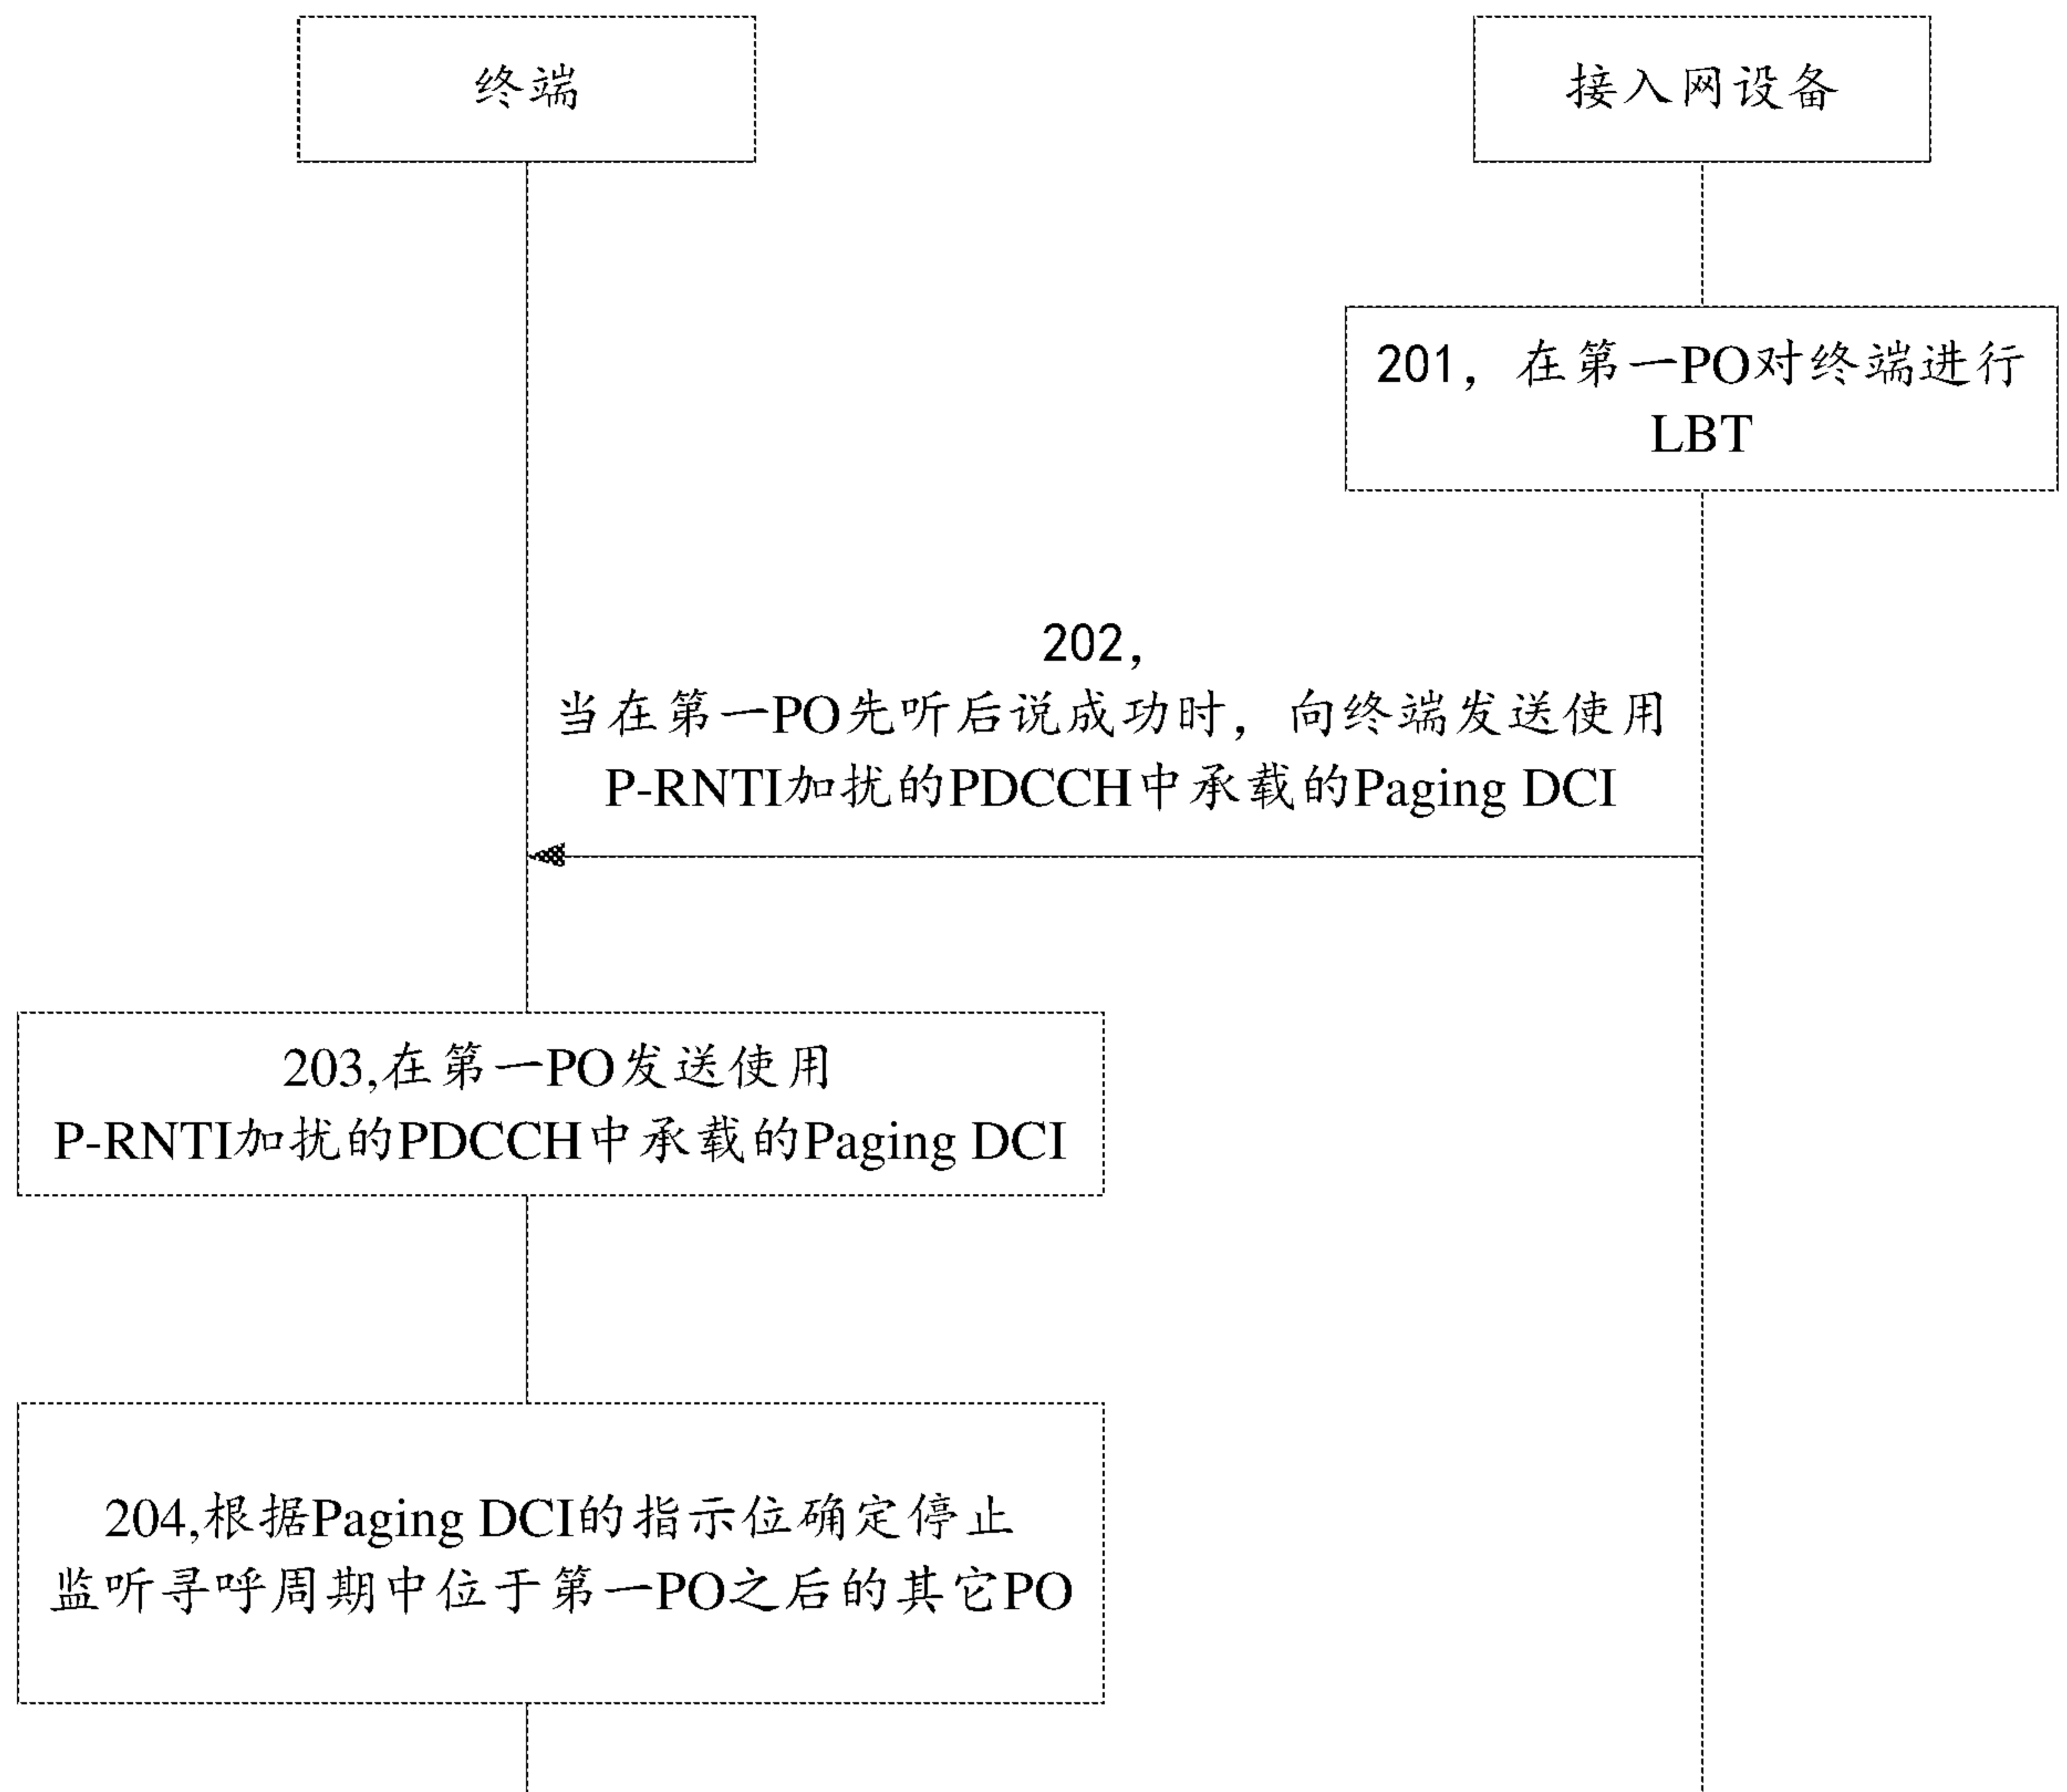 终端
接入网设备
201，在第一PO对终端进行
LBT
202，
当在第一PO先听后说成功时，向终端发送使用
P-RNTI加扰的PDCCH中承载的Paging DCI
203,在第一PO发送使用
P-RNTI加扰的PDCCH中承载的Paging DCI
204,根据Paging DCI的指示位确定停止
监听寻呼周期中位于第一PO之后的其它PO